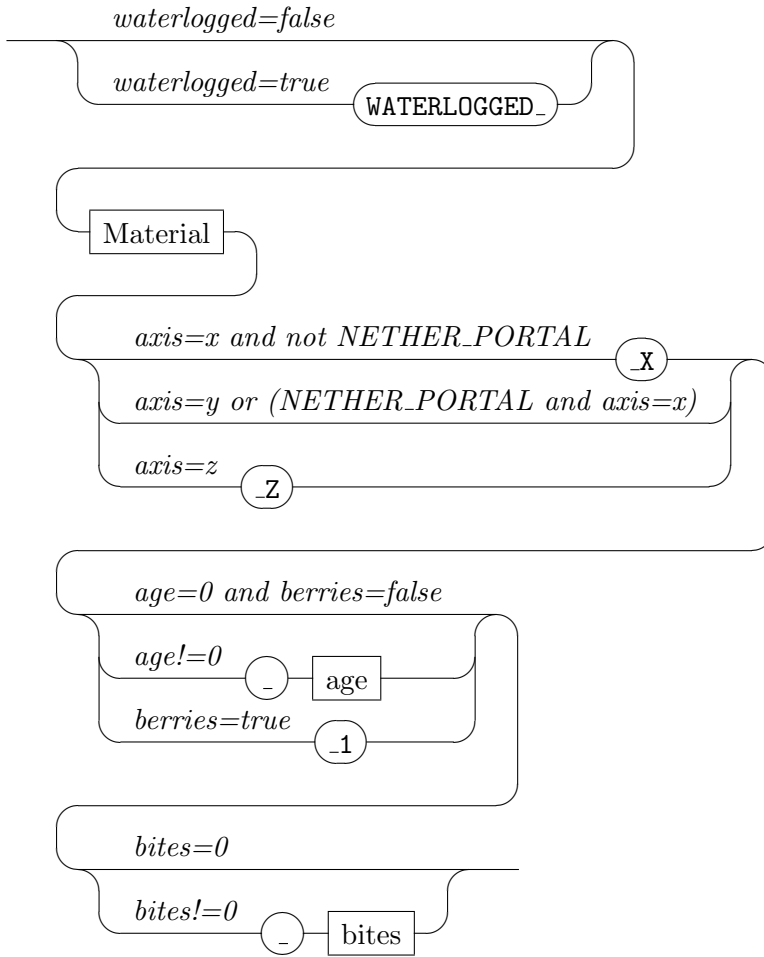 waterlogged=false
waterlogged=true WATERLOGGED_
Material
axis=x and not NETHER_PORTAL _X
axis=y or (NETHER_PORTAL and axis=x)
axis=z _Z
age=0 and berries=false
age!=0 _ age
berries=true _1
bites=0
bites!=0 _ bites